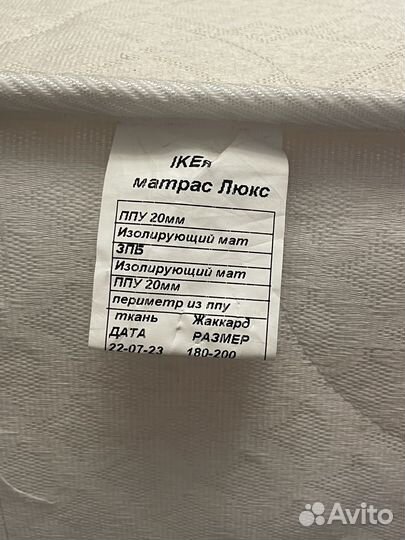 IKEя
матрас Люкс
ППУ 20мм
Изолирующий мат
ЗПБ
Изолирующий мат
ППУ 20мм
периметр из ппу
ткань Жаккард
ДАТА РАЗМЕР
22-07-23 180-200
Avito